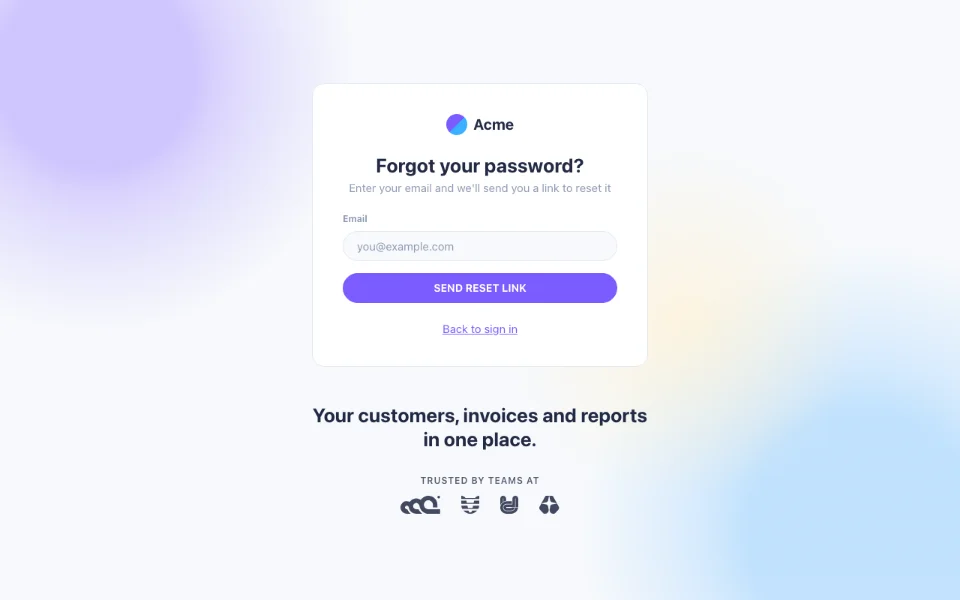 Acme
Forgot your password?
Enter your email and we'll send you a link to reset it
Email
you@example.com
SEND RESET LINK
Back to sign in
Your customers, invoices and reports
in one place.
TRUSTED BY TEAMS AT